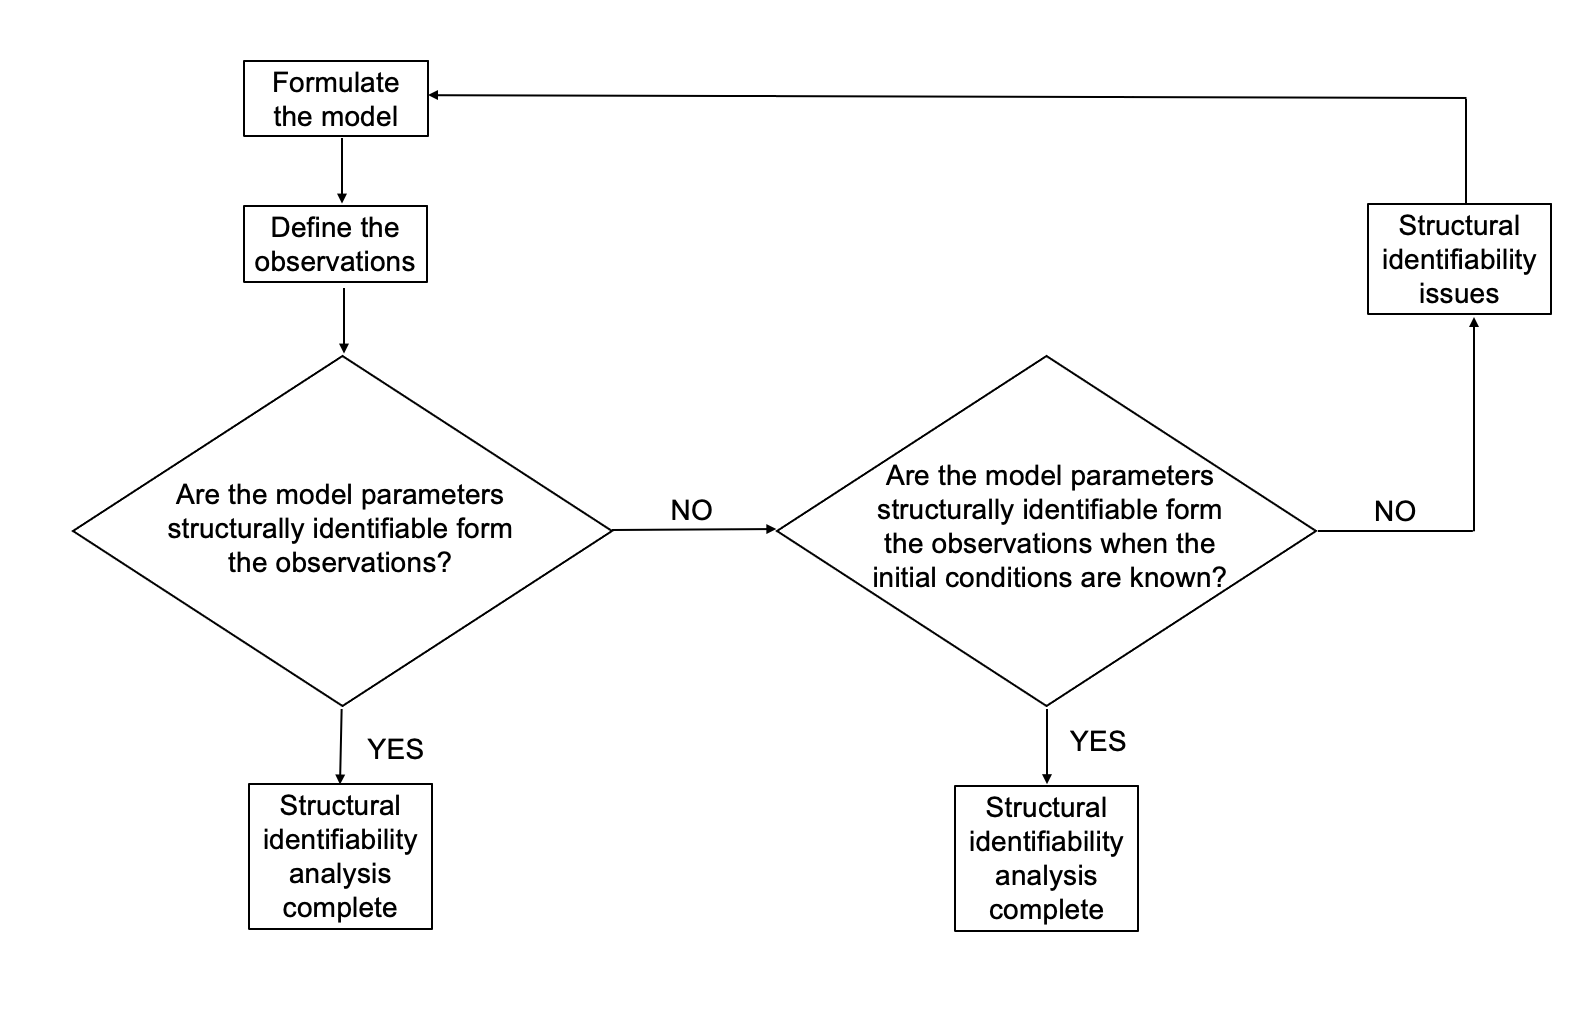 Formulate
the model
Define the
observations
Structural
identifiability
issues
Are the model parameters
structurally identifiable form
the observations?
NO
Are the model parameters
structurally identifiable form
the observations when the
initial conditions are known?
NO
YES
YES
Structural
identifiability
analysis
complete
Structural
identifiability
analysis
complete